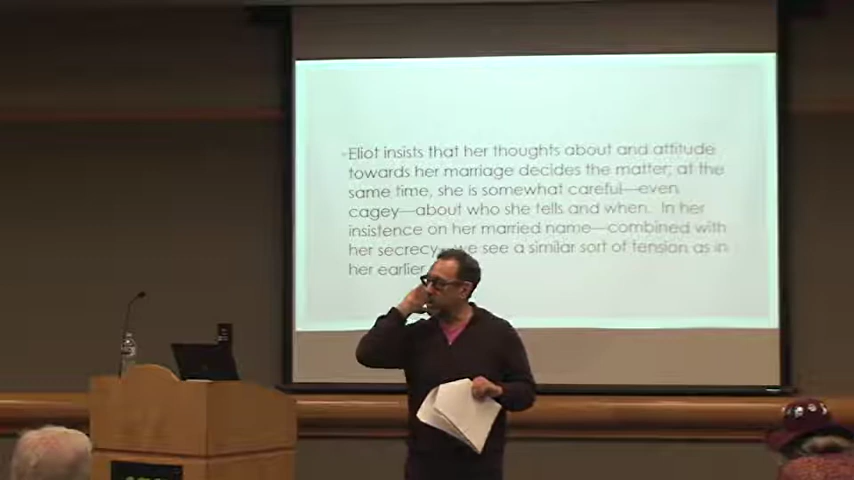 -Eliot insists that her thoughts about and attitude
towards her marriage decides the matter; at the
same time, she is somewhat careful—even
cagey—about who she tells and when.  In her
insistence on her married name—combined with
her secrecy we see a similar sort of tension as in
her earlier